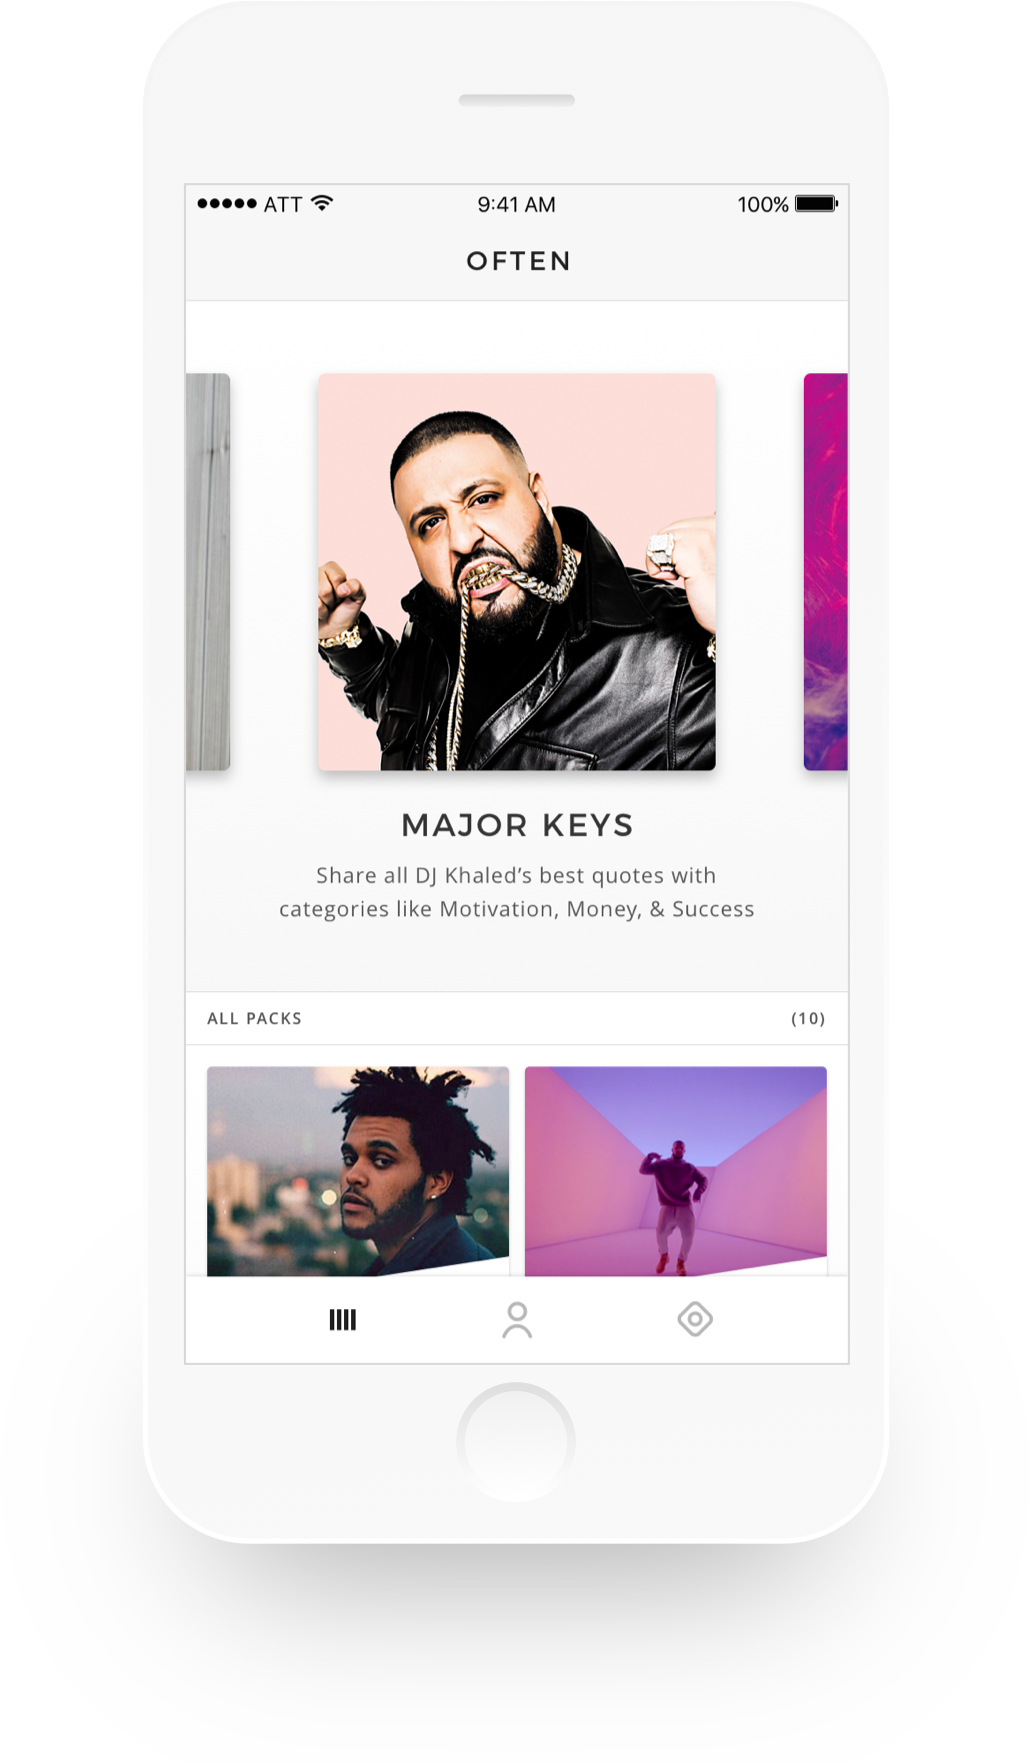 ATT 9:41 AM 100%
OFTEN
MAJOR KEYS
Share all DJ Khaled’s best quotes with
categories like Motivation, Money, & Success
ALL PACKS (10)